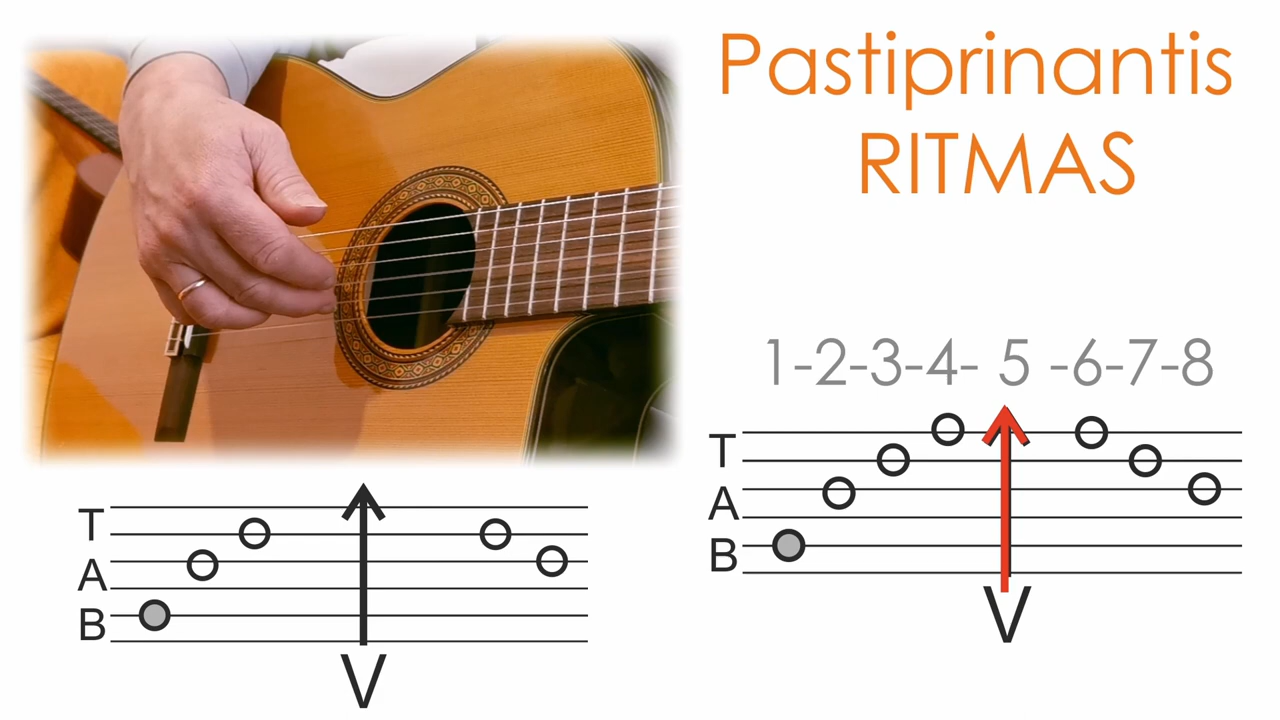 Pastiprinantis
RITMAS
1-2-3-4- 5 -6-7-8
T
A
B
V
T
A
B
V